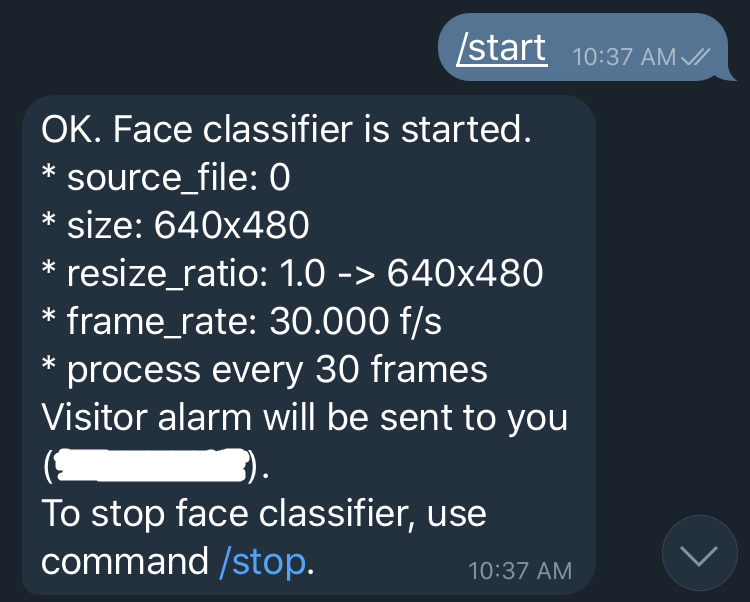 /start 10:37 AM
OK. Face classifier is started.
* source_file: 0
* size: 640x480
* resize_ratio: 1.0 -> 640x480
* frame_rate: 30.000 f/s
* process every 30 frames
Visitor alarm will be sent to you
( ).
To stop face classifier, use
command /stop. 10:37 AM